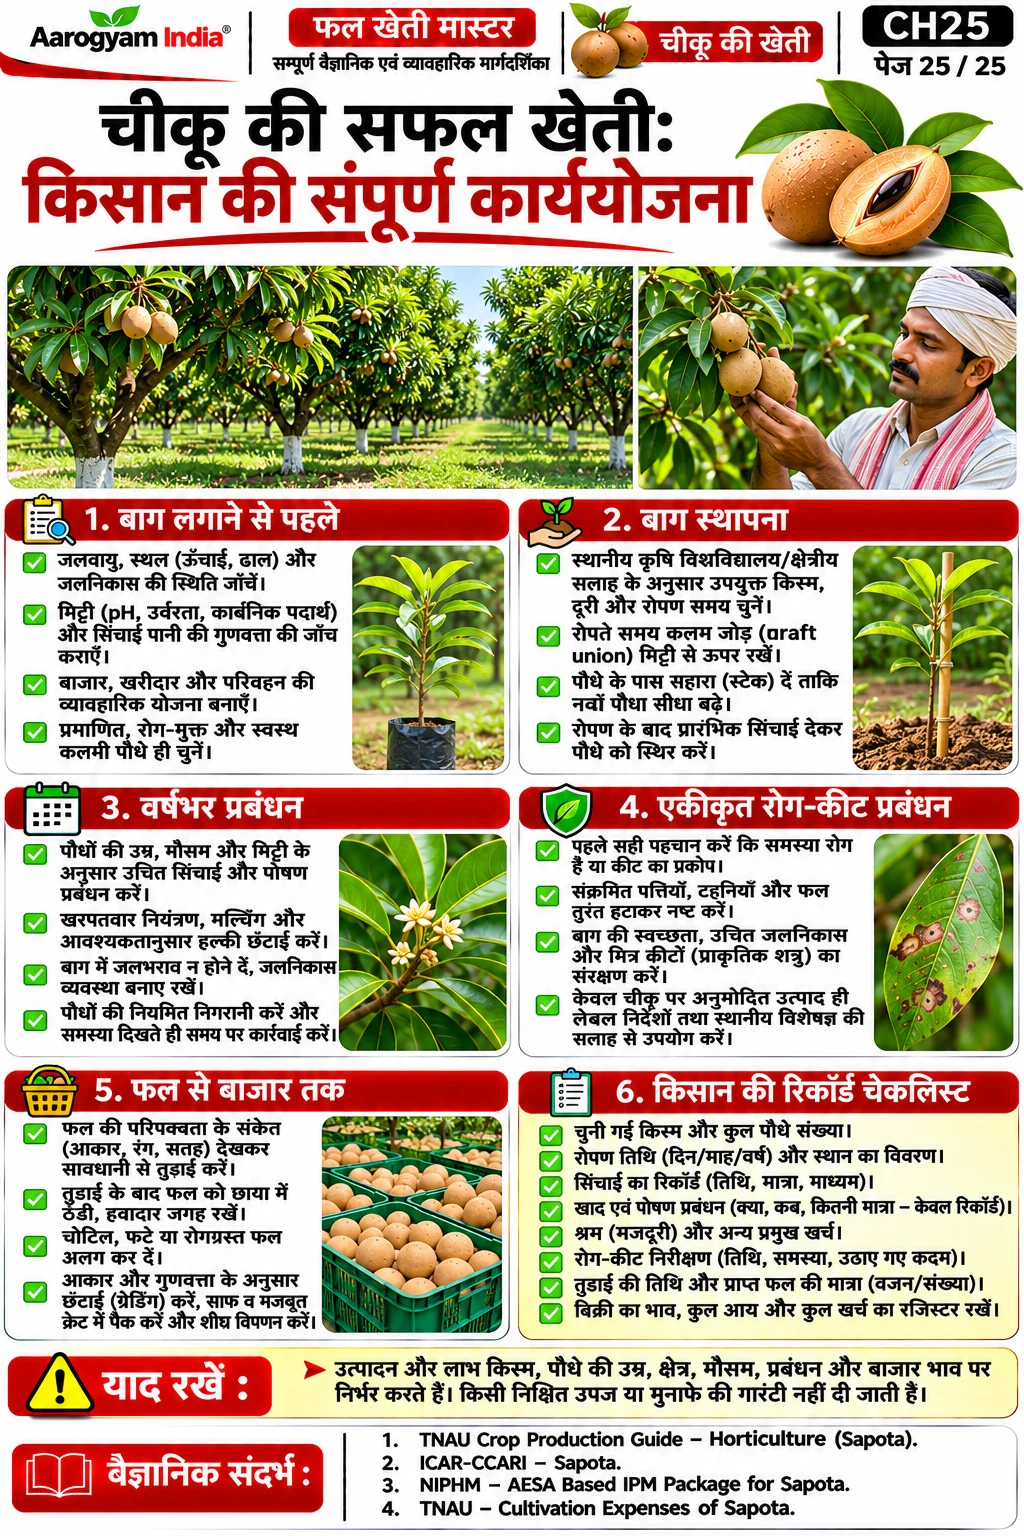 Aarogyam India®
फल खेती मास्टर
सम्पूर्ण वैज्ञानिक एवं व्यावहारिक मार्गदर्शिका
चीकू की खेती
CH25
पेज 25 / 25
चीकू की सफल खेती:
किसान की संपूर्ण कार्ययोजना
1. बाग लगाने से पहले
जलवायु, स्थल (ऊँचाई, ढाल) और
जलनिकास की स्थिति जाँचें।
मिट्टी (pH, उर्वरता, कार्बनिक पदार्थ)
और सिंचाई पानी की गुणवत्ता की जाँच
कराएँ।
बाजार, खरीदार और परिवहन की
व्यावहारिक योजना बनाएँ।
प्रमाणित, रोग-मुक्त और स्वस्थ
कलमी पौधे ही चुनें।
2. बाग स्थापना
स्थानीय कृषि विश्वविद्यालय/क्षेत्रीय
सलाह के अनुसार उपयुक्त किस्म,
दूरी और रोपण समय चुनें।
रोपते समय कलम जोड़ (graft
union) मिट्टी से ऊपर रखें।
पौधे के पास सहारा (स्टेक) दें ताकि
नवाँ पौधा सीधा बढ़े।
रोपण के बाद प्रारंभिक सिंचाई देकर
पौधे को स्थिर करें।
3. वर्षभर प्रबंधन
पौधों की उम्र, मौसम और मिट्टी के
अनुसार उचित सिंचाई और पोषण
प्रबंधन करें।
खरपतवार नियंत्रण, मल्चिंग और
आवश्यकतानुसार हल्की छँटाई करें।
बाग में जलभराव न होने दें, जलनिकास
व्यवस्था बनाए रखें।
पौधों की नियमित निगरानी करें और
समस्या दिखते ही समय पर कार्रवाई करें।
4. एकीकृत रोग-कीट प्रबंधन
पहले सही पहचान करें कि समस्या रोग
है या कीट का प्रकोप।
संक्रमित पत्तियाँ, टहनियाँ और फल
तुरंत हटाकर नष्ट करें।
बाग की स्वच्छता, उचित जलनिकास
और मित्र कीटों (प्राकृतिक शत्रु) का
संरक्षण करें।
केवल चीकू पर अनुमोदित उत्पाद ही
लेबल निर्देशों तथा स्थानीय विशेषज्ञ की
सलाह से उपयोग करें।
5. फल से बाजार तक
फल की परिपक्वता के संकेत
(आकार, रंग, सतह) देखकर
सावधानी से तुड़ाई करें।
तुडाई के बाद फल को छाया में
ठंडी, हवादार जगह रखें।
चोटिल, फटे या रोगग्रस्त फल
अलग कर दें।
आकार और गुणवत्ता के अनुसार
छँटाई (ग्रेडिंग) करें, साफ व मजबूत
क्रेट में पैक करें और शीघ्र विपणन करें।
6. किसान की रिकॉर्ड चेकलिस्ट
चुनी गई किस्म और कुल पौधे संख्या।
रोपण तिथि (दिन/माह/वर्ष) और स्थान का विवरण।
सिंचाई का रिकॉर्ड (तिथि, मात्रा, माध्यम)।
खाद एवं पोषण प्रबंधन (क्या, कब, कितनी मात्रा – केवल रिकॉर्ड)।
श्रम (मजदूरी) और अन्य प्रमुख खर्च।
रोग-कीट निरीक्षण (तिथि, समस्या, उठाए गए कदम)।
तुडाई की तिथि और प्राप्त फल की मात्रा (वजन/संख्या)।
बिक्री का भाव, कुल आय और कुल खर्च का रजिस्टर रखें।
याद रखें :
➤ उत्पादन और लाभ किस्म, पौधे की उम्र, क्षेत्र, मौसम, प्रबंधन और बाजार भाव पर
निर्भर करते हैं। किसी निश्चित उपज या मुनाफे की गारंटी नहीं दी जाती हैं।
बैज्ञानिक संदर्भ :
1. TNAU Crop Production Guide – Horticulture (Sapota).
2. ICAR-CCARI – Sapota.
3. NIPHM – AESA Based IPM Package for Sapota.
4. TNAU – Cultivation Expenses of Sapota.